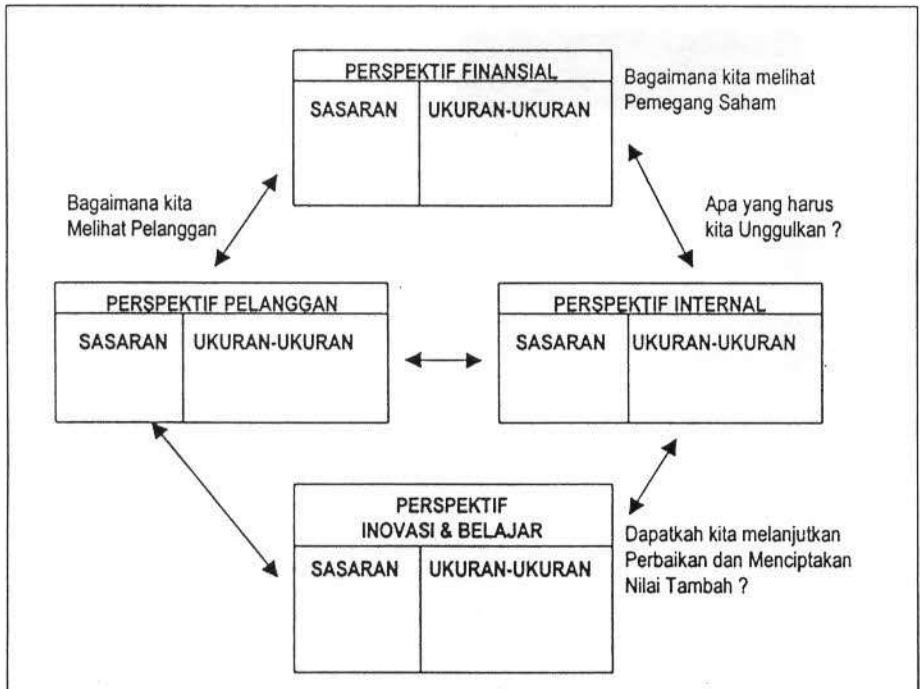 PERSPEKTIF FINANSIAL
SASARAN
UKURAN-UKURAN
Bagaimana kita melihat
Pemegang Saham
Bagaimana kita
Melihat Pelanggan
Apa yang harus
kita Unggulkan ?
PERSPEKTIF PELANGGAN
SASARAN
UKURAN-UKURAN
PERSPEKTIF INTERNAL
SASARAN
UKURAN-UKURAN
PERSPEKTIF
INOVASI & BELAJAR
SASARAN
UKURAN-UKURAN
Dapatkah kita melanjutkan
Perbaikan dan Menciptakan
Nilai Tambah ?